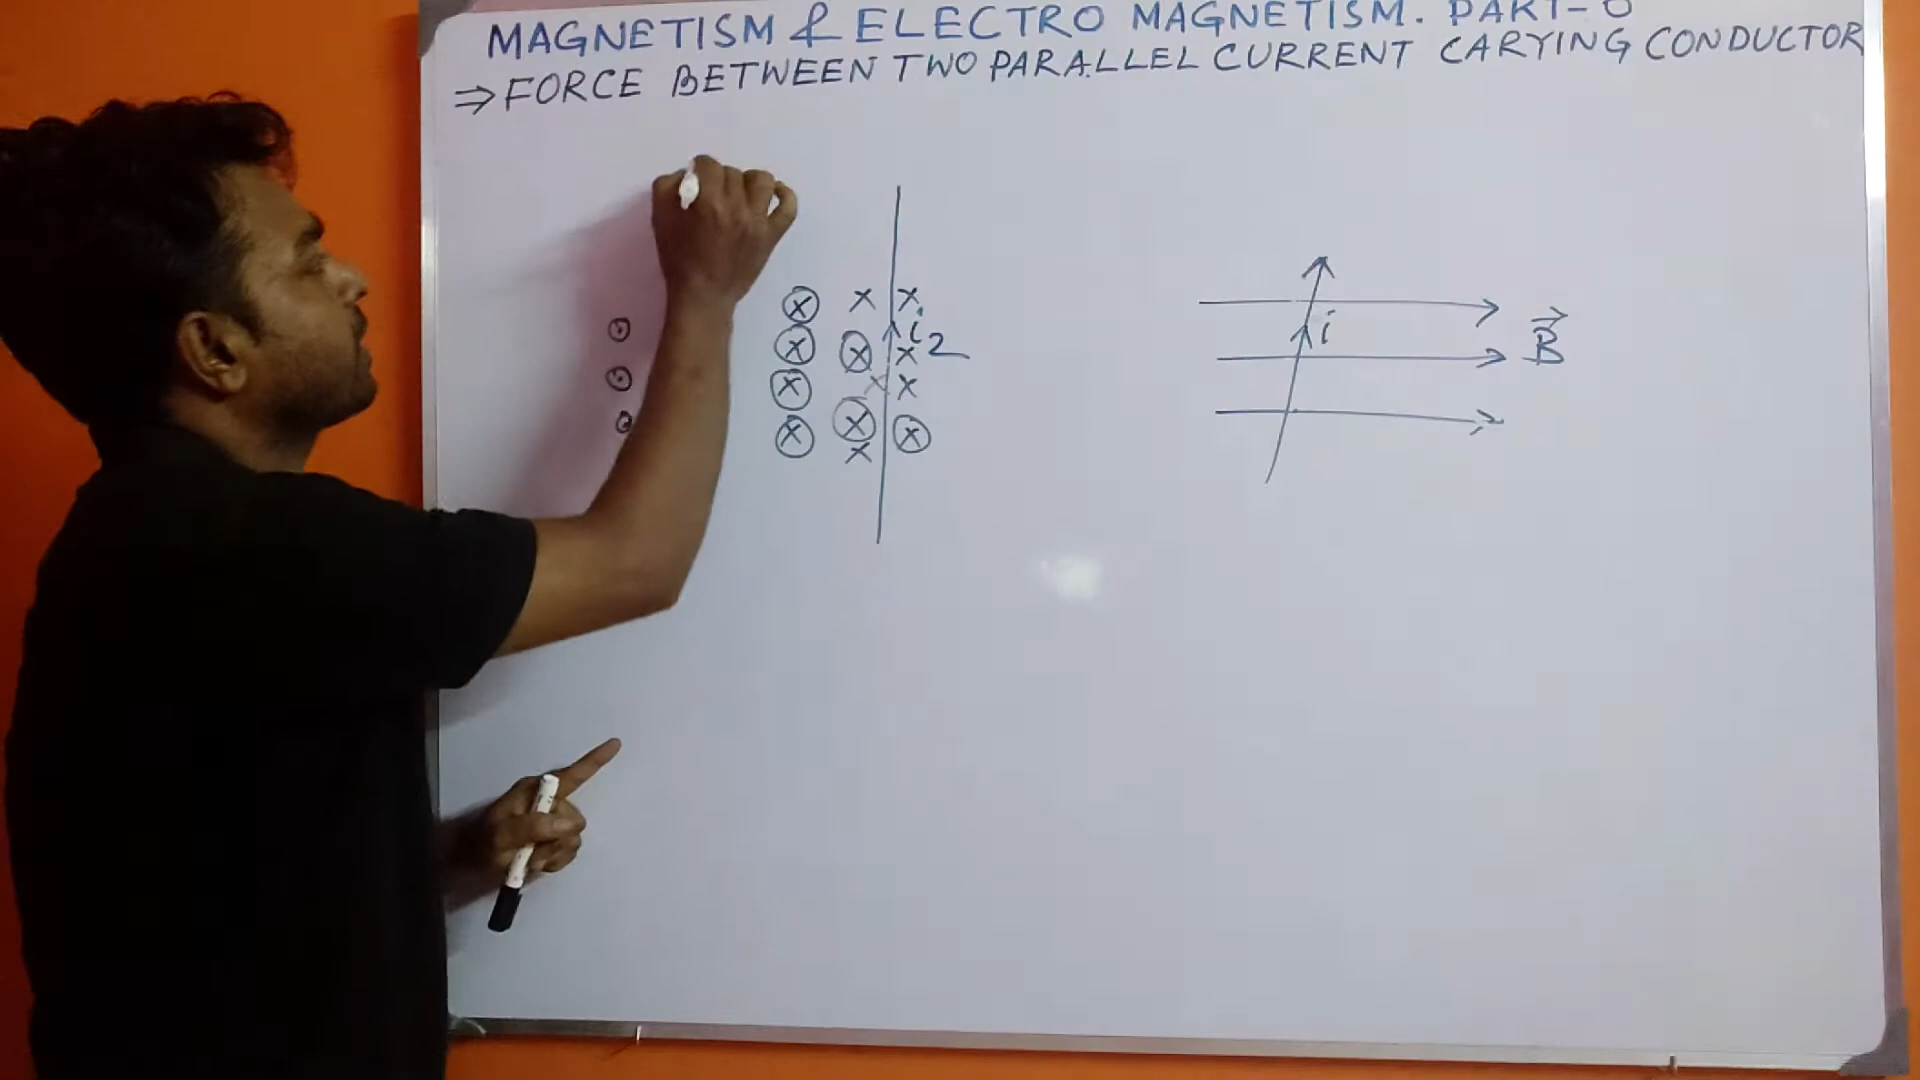 MAGNETISM & ELECTRO MAGNETISM. PART-
⇒ FORCE BETWEEN TWO PARALLEL CURRENT CARYING CONDUCTOR
i2
i
B